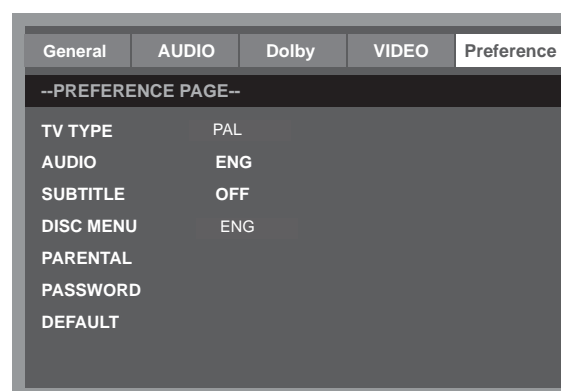 General AUDIO Dolby VIDEO Preference
--PREFERENCE PAGE--
TV TYPE PAL
AUDIO ENG
SUBTITLE OFF
DISC MENU ENG
PARENTAL
PASSWORD
DEFAULT